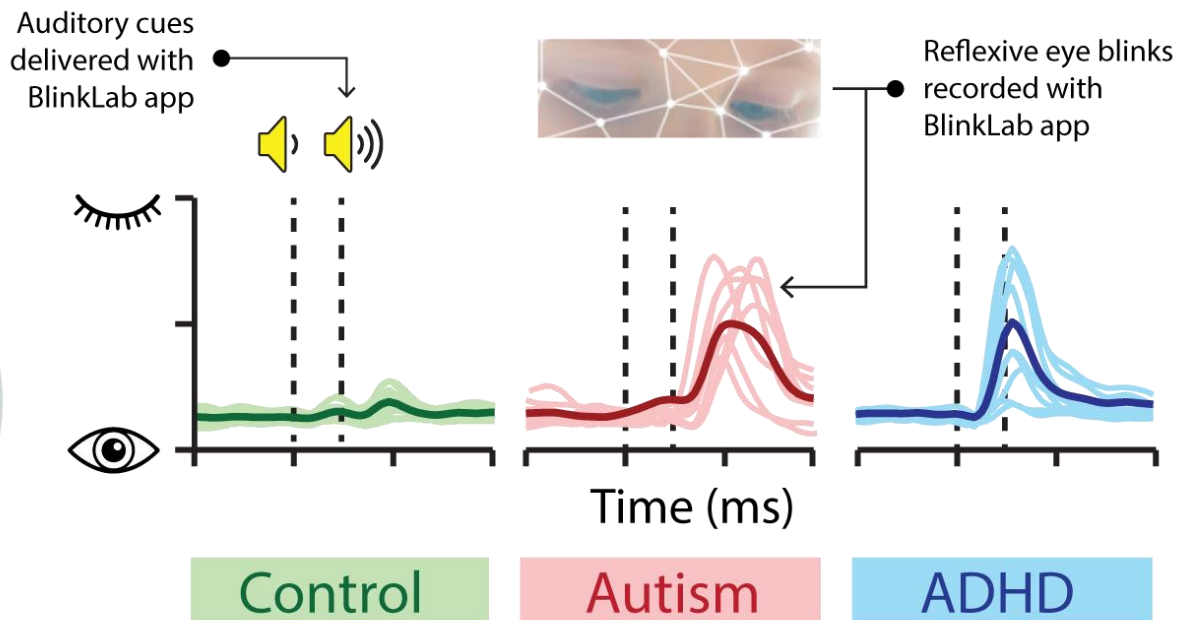 Auditory cues
delivered with
BlinkLab app
Reflexive eye blinks
recorded with
BlinkLab app
Time (ms)
Control
Autism
ADHD